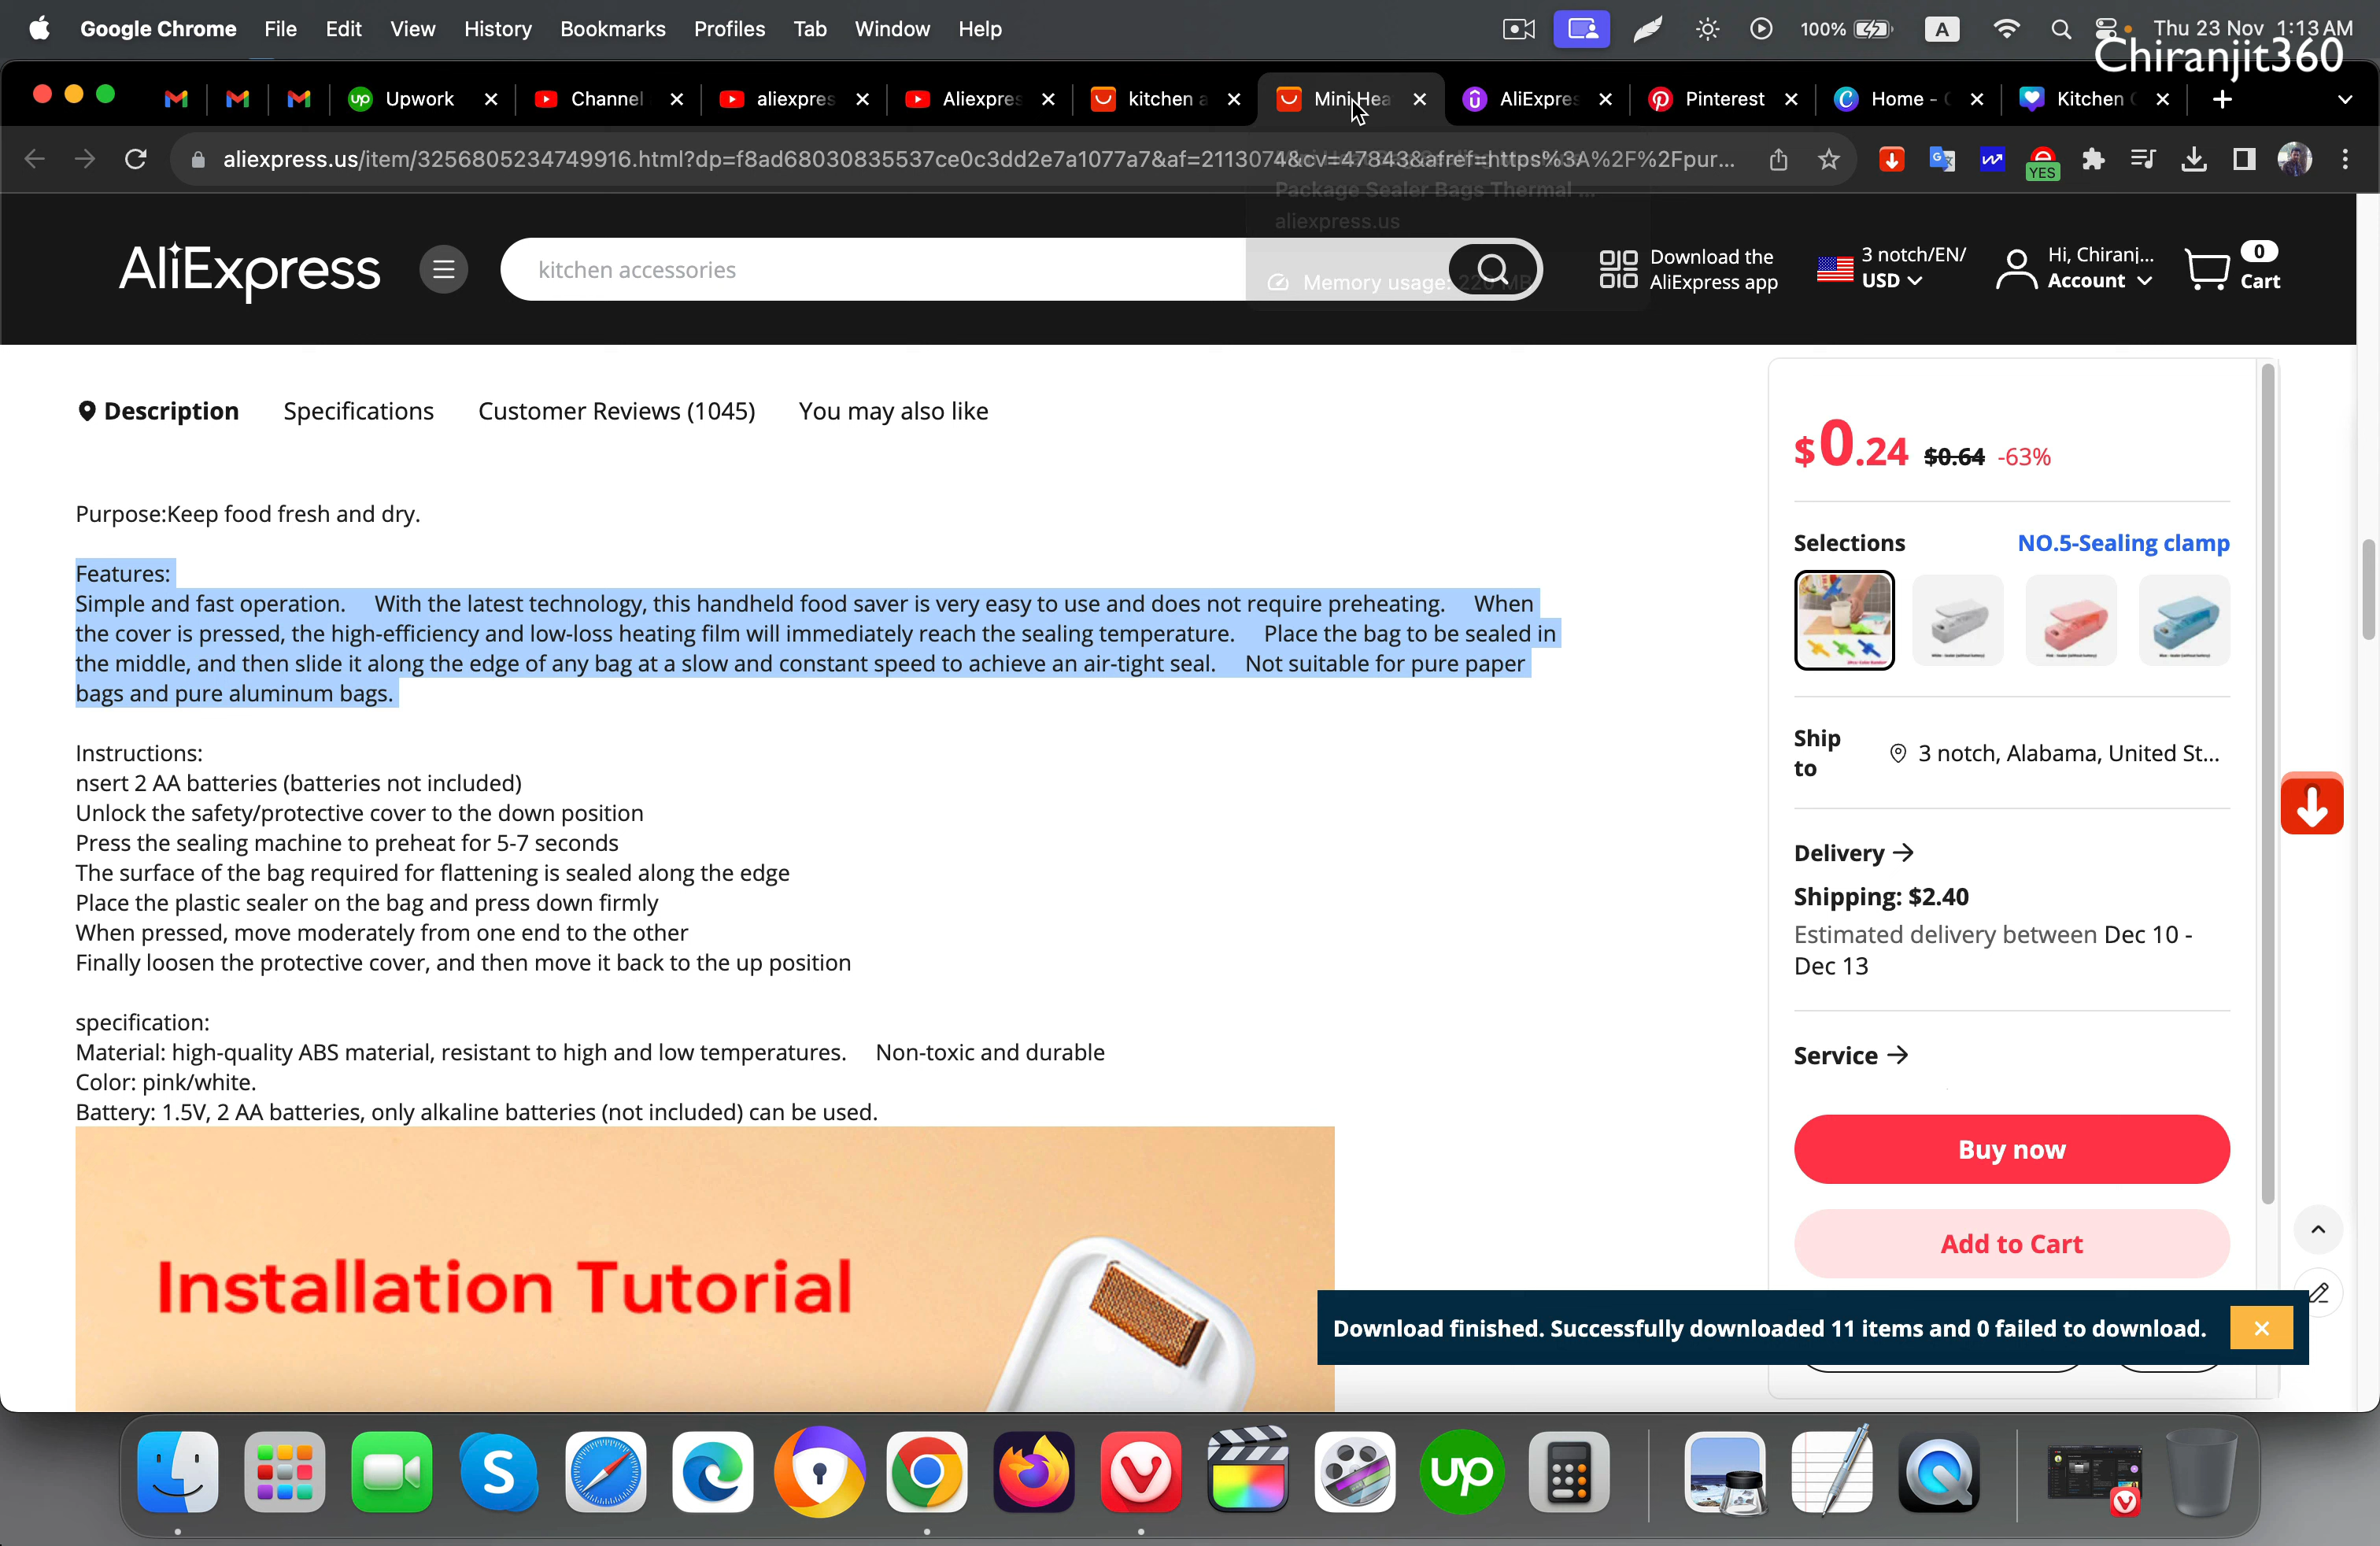 Google Chrome File Edit View History Bookmarks Profiles Tab Window Help 100% A Thu 23 Nov 1:13 AM
Chiranjit360
Upwork Channel aliexpres Aliexpres kitchen a Mini Hea AliExpres Pinterest Home - Kitchen
aliexpress.us/item/3256805234749916.html?dp=f8ad68030835537ce0c3dd2e7a1077a7&af=2113074&cv=47843&afref=https%3A%2F%2Fpur...
YES
Package Sealer Bags Thermal ...
aliexpress.us
AliExpress
kitchen accessories
Memory usage: 220 MB
Download the
AliExpress app
3 notch/EN/
USD
Hi, Chiranj...
Account
0
Cart
Description Specifications Customer Reviews (1045) You may also like
Purpose:Keep food fresh and dry.
Features:
Simple and fast operation. With the latest technology, this handheld food saver is very easy to use and does not require preheating. When
the cover is pressed, the high-efficiency and low-loss heating film will immediately reach the sealing temperature. Place the bag to be sealed in
the middle, and then slide it along the edge of any bag at a slow and constant speed to achieve an air-tight seal. Not suitable for pure paper
bags and pure aluminum bags.
Instructions:
nsert 2 AA batteries (batteries not included)
Unlock the safety/protective cover to the down position
Press the sealing machine to preheat for 5-7 seconds
The surface of the bag required for flattening is sealed along the edge
Place the plastic sealer on the bag and press down firmly
When pressed, move moderately from one end to the other
Finally loosen the protective cover, and then move it back to the up position
specification:
Material: high-quality ABS material, resistant to high and low temperatures. Non-toxic and durable
Color: pink/white.
Battery: 1.5V, 2 AA batteries, only alkaline batteries (not included) can be used.
Installation Tutorial
$0.24 $0.64 -63%
Selections NO.5-Sealing clamp
Ship
to
3 notch, Alabama, United St...
Delivery
Shipping: $2.40
Estimated delivery between Dec 10 -
Dec 13
Service
Buy now
Add to Cart
Download finished. Successfully downloaded 11 items and 0 failed to download.
up